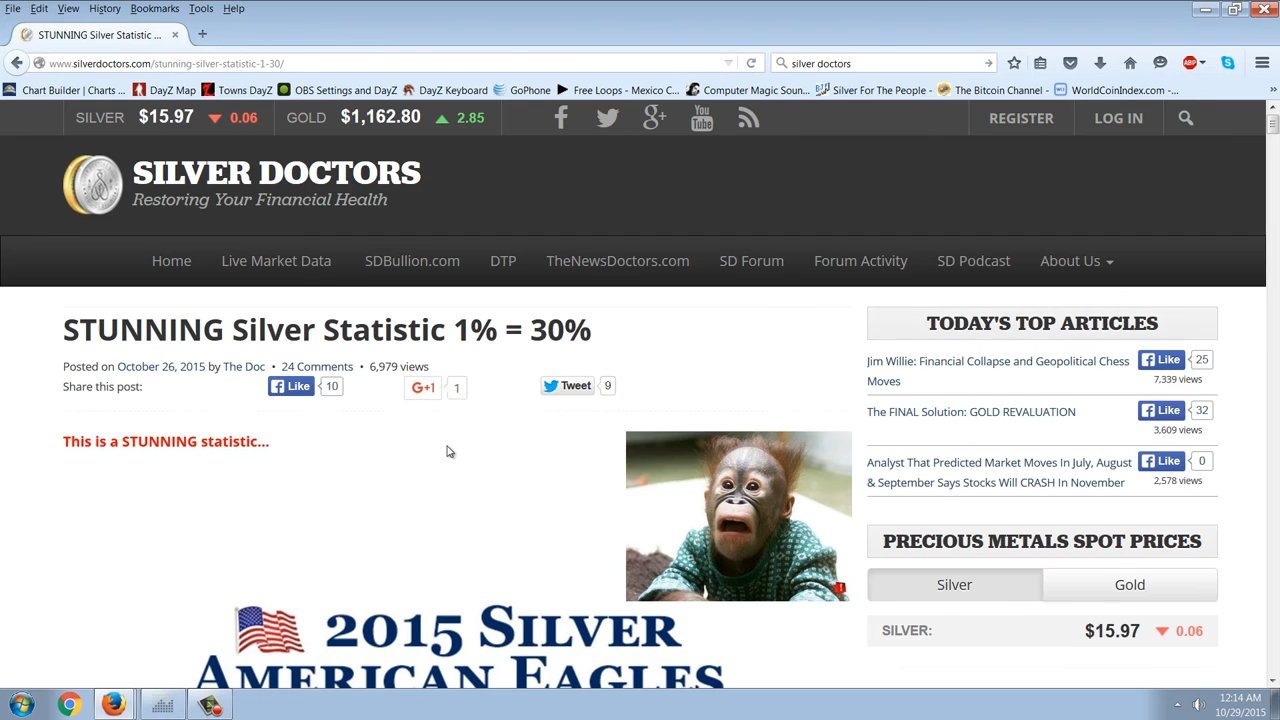 File Edit View History Bookmarks Tools Help
STUNNING Silver Statistic ...
www.silverdoctors.com/stunning-silver-statistic-1-30/
silver doctors
ABP
Chart Builder | Charts ... DayZ Map Towns DayZ OBS Settings DayZ DayZ Keyboard GoPhone Free Loops - Mexico C... Computer Magic Soun... Silver For The People - ... The Bitcoin Channel - ... WorldCoinIndex.com - ...
SILVER $15.97 0.06 GOLD $1,162.80 2.85 You Tube REGISTER LOG IN
SILVER DOCTORS
Restoring Your Financial Health
Home Live Market Data SDBullion.com DTP TheNewsDoctors.com SD Forum Forum Activity SD Podcast About Us
STUNNING Silver Statistic 1% = 30%
Posted on October 26, 2015 by The Doc • 24 Comments • 6,979 views
Share this post: Like 10 G+1 1 Tweet 9
This is a STUNNING statistic...
2015 SILVER
AMERICAN EAGLES
TODAY'S TOP ARTICLES
Jim Willie: Financial Collapse and Geopolitical Chess
Moves
Like 25
7,339 views
The FINAL Solution: GOLD REVALUATION
Like 32
3,609 views
Analyst That Predicted Market Moves In July, August
& September Says Stocks Will CRASH In November
Like 0
2,578 views
PRECIOUS METALS SPOT PRICES
Silver Gold
SILVER: $15.97 0.06
12:14 AM
10/29/2015